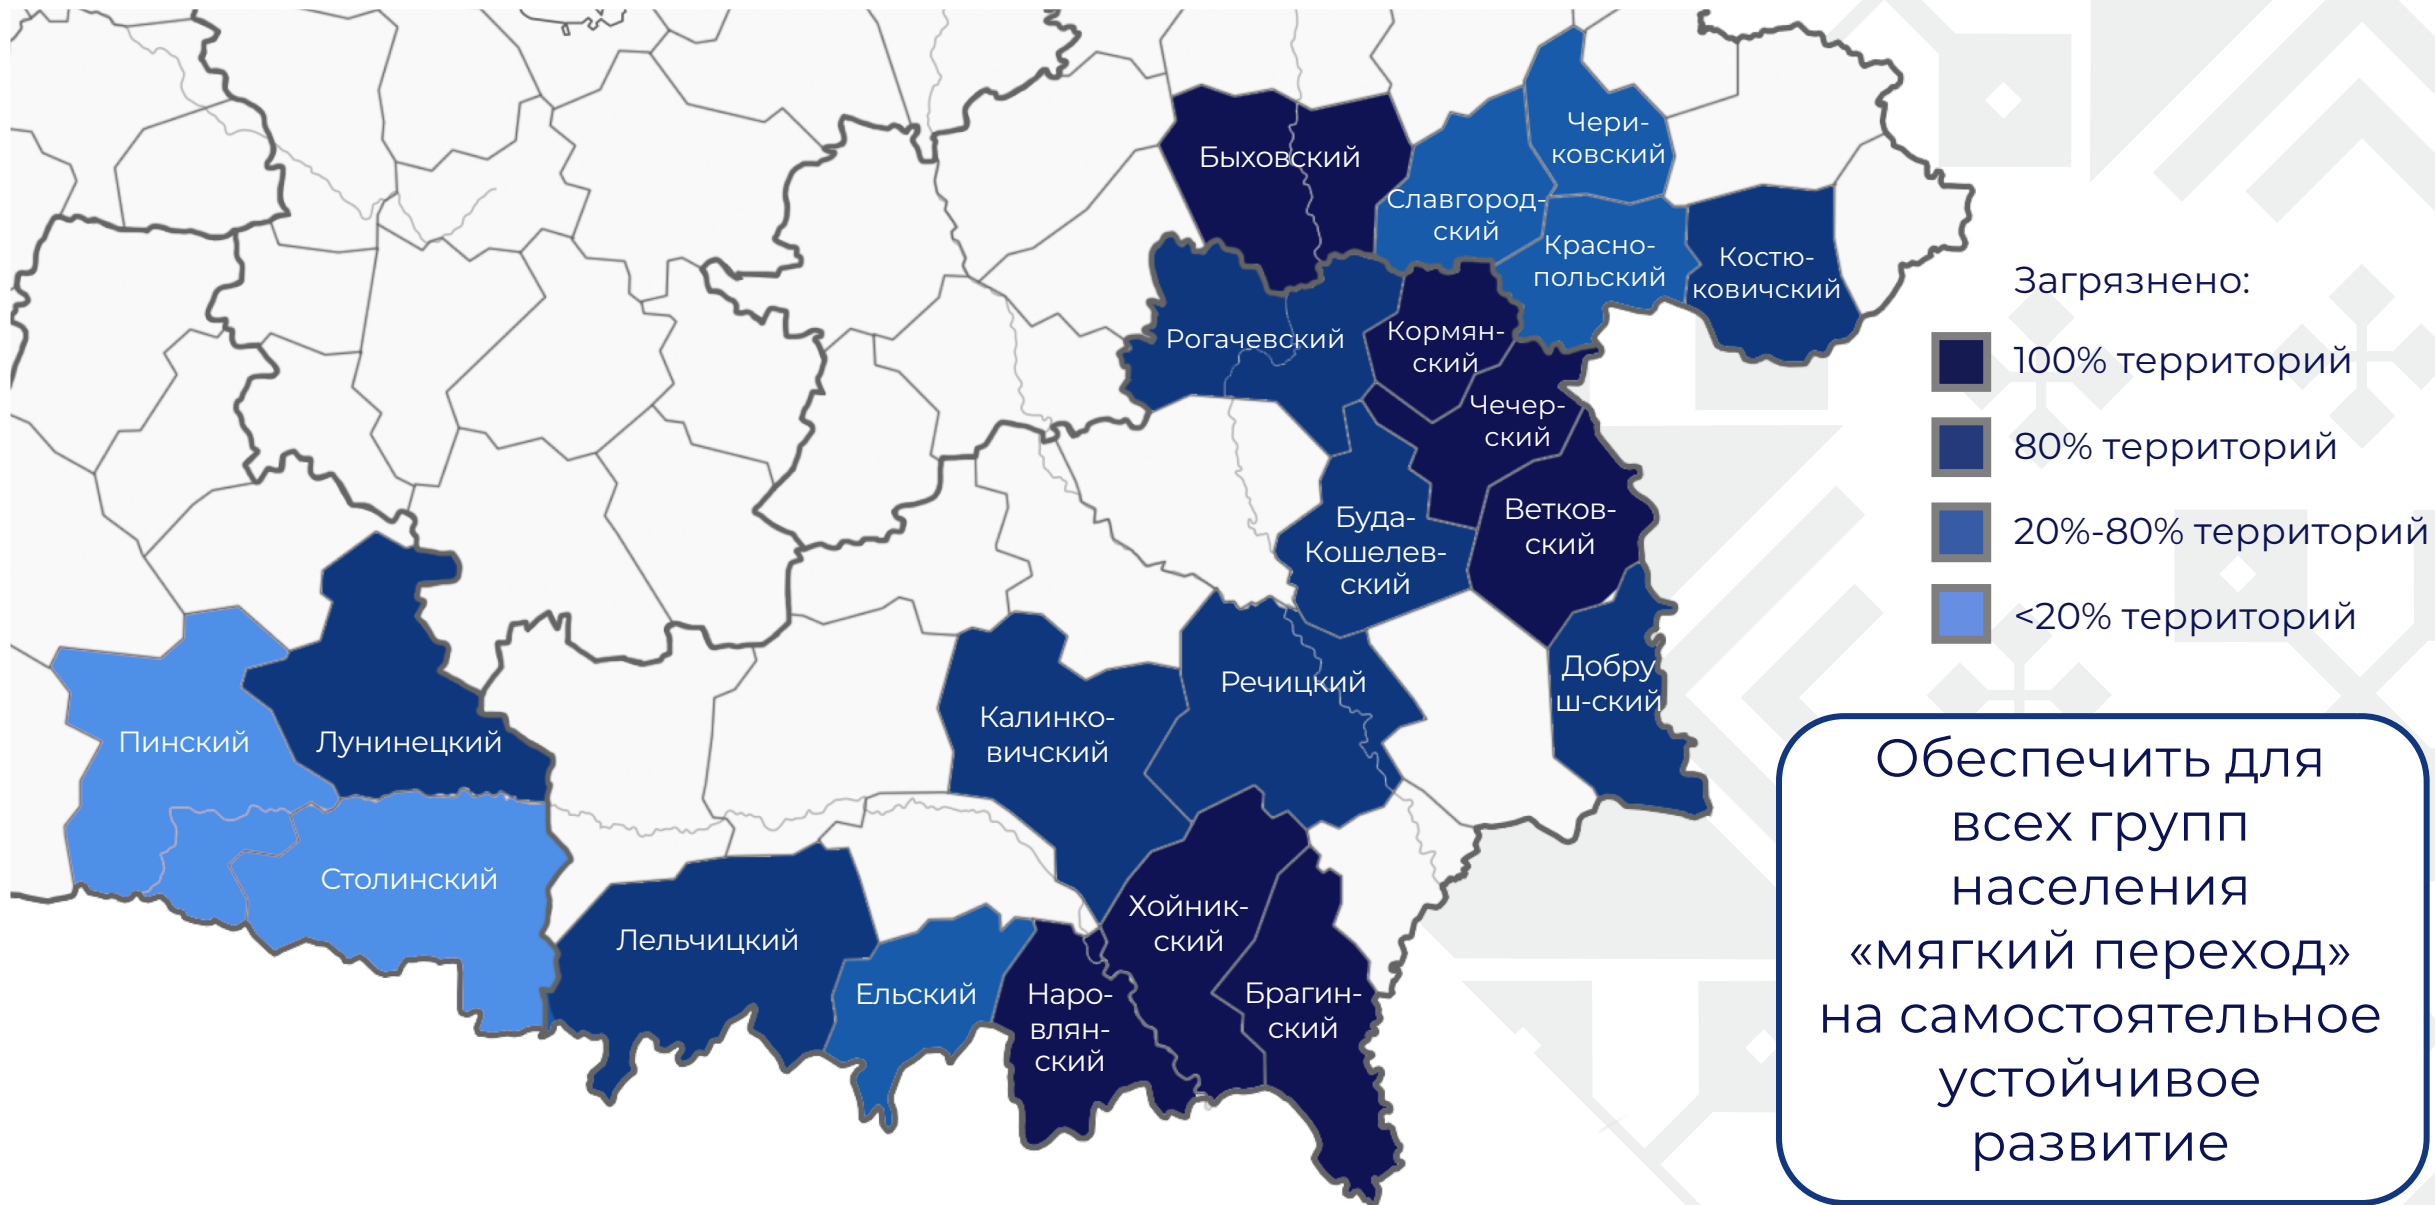 Быховский
Чери-
ковский
Славгород-
ский
Красно-
польский
Костю-
ковичский
Рогачевский
Кормян-
ский
Чечер-
ский
Буда-
Кошелев-
ский
Ветков-
ский
Добру
ш-ский
Речицкий
Калинко-
вичский
Пинский
Лунинецкий
Столинский
Лельчицкий
Ельский
Наро-
влян-
ский
Хойник-
ский
Брагин-
ский
Загрязнено:
100% территорий
80% территорий
20%-80% территорий
<20% территорий
Обеспечить для
всех групп
населения
«мягкий переход»
на самостоятельное
устойчивое
развитие